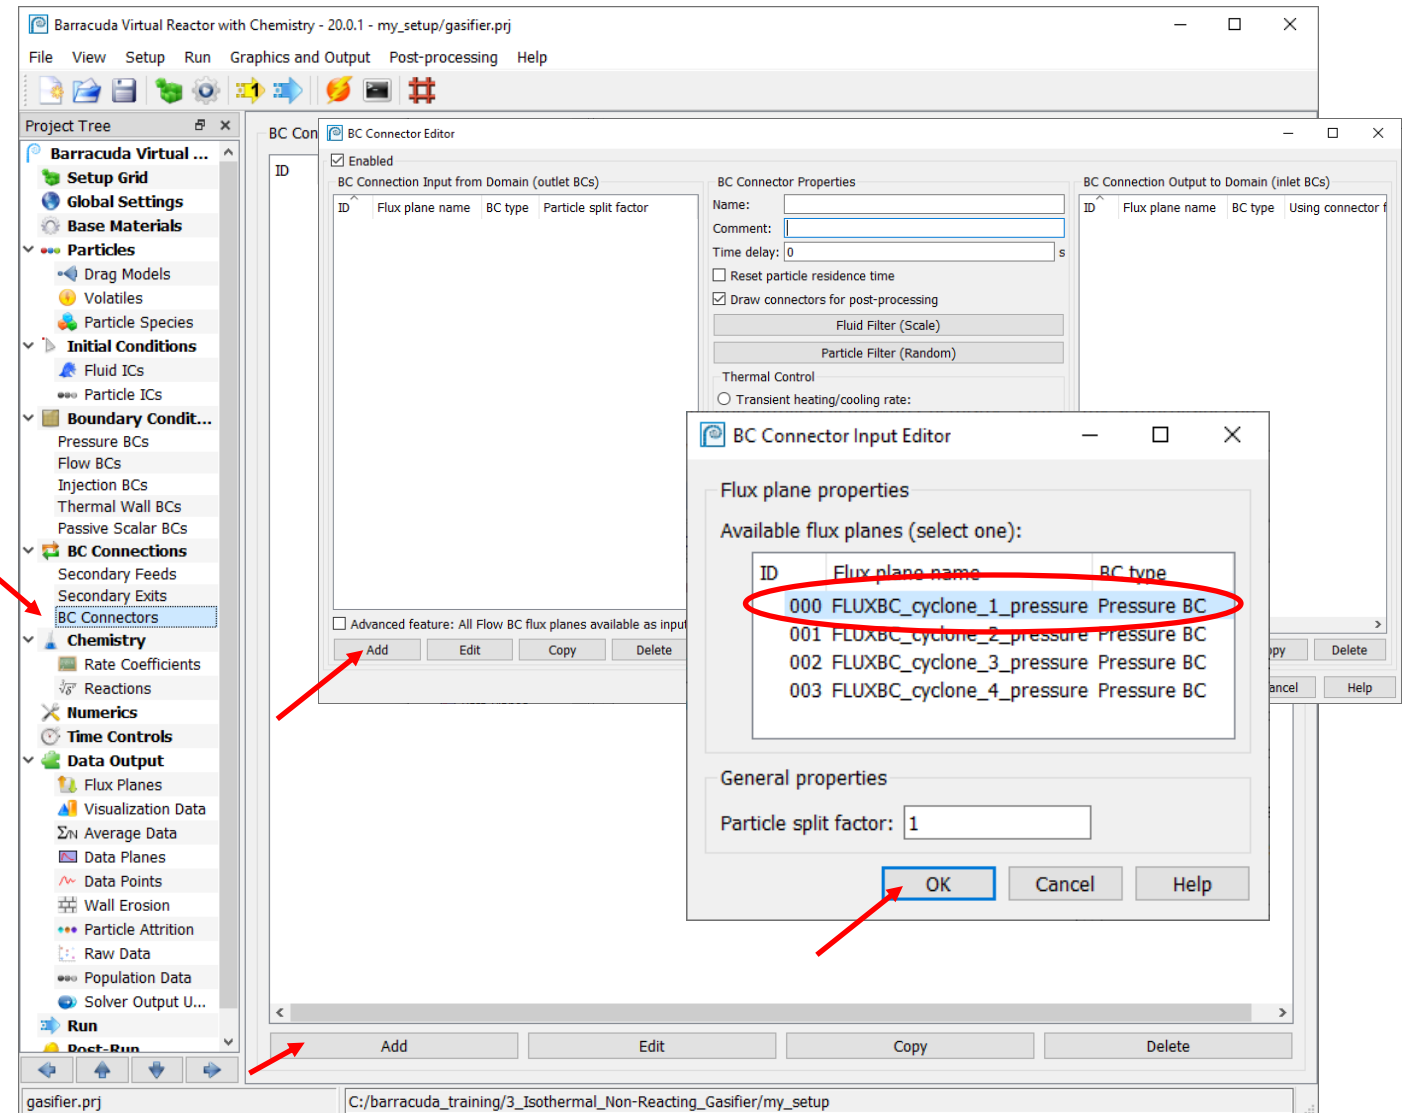 Barracuda Virtual Reactor with Chemistry - 20.0.1 - my_setup/gasifier.prj
File View Setup Run Graphics and Output Post-processing Help
Project Tree
Barracuda Virtual ...
Setup Grid
Global Settings
Base Materials
Particles
Drag Models
Volatiles
Particle Species
Initial Conditions
Fluid ICs
Particle ICs
Boundary Condit...
Pressure BCs
Flow BCs
Injection BCs
Thermal Wall BCs
Passive Scalar BCs
BC Connections
Secondary Feeds
Secondary Exits
BC Connectors
Chemistry
Rate Coefficients
Reactions
Numerics
Time Controls
Data Output
Flux Planes
Visualization Data
Σ/N Average Data
Data Planes
Data Points
Wall Erosion
Particle Attrition
Raw Data
Population Data
Solver Output U...
Run
Post-Run
BC Con
ID
BC Connector Editor
Enabled
BC Connection Input from Domain (outlet BCs)
ID Flux plane name BC type Particle split factor
Advanced feature: All Flow BC flux planes available as input
Add Edit Copy Delete
BC Connector Properties
Name:
Comment:
Time delay: 0 s
Reset particle residence time
Draw connectors for post-processing
Fluid Filter (Scale)
Particle Filter (Random)
Thermal Control
Transient heating/cooling rate:
BC Connection Output to Domain (inlet BCs)
ID Flux plane name BC type Using connector f
opy Delete
ancel Help
BC Connector Input Editor
Flux plane properties
Available flux planes (select one):
ID Flux plane name BC type
000 FLUXBC_cyclone_1_pressure Pressure BC
001 FLUXBC_cyclone_2_pressure Pressure BC
002 FLUXBC_cyclone_3_pressure Pressure BC
003 FLUXBC_cyclone_4_pressure Pressure BC
General properties
Particle split factor: 1
OK Cancel Help
Add Edit Copy Delete
gasifier.prj C:/barracuda_training/3_Isothermal_Non-Reacting_Gasifier/my_setup